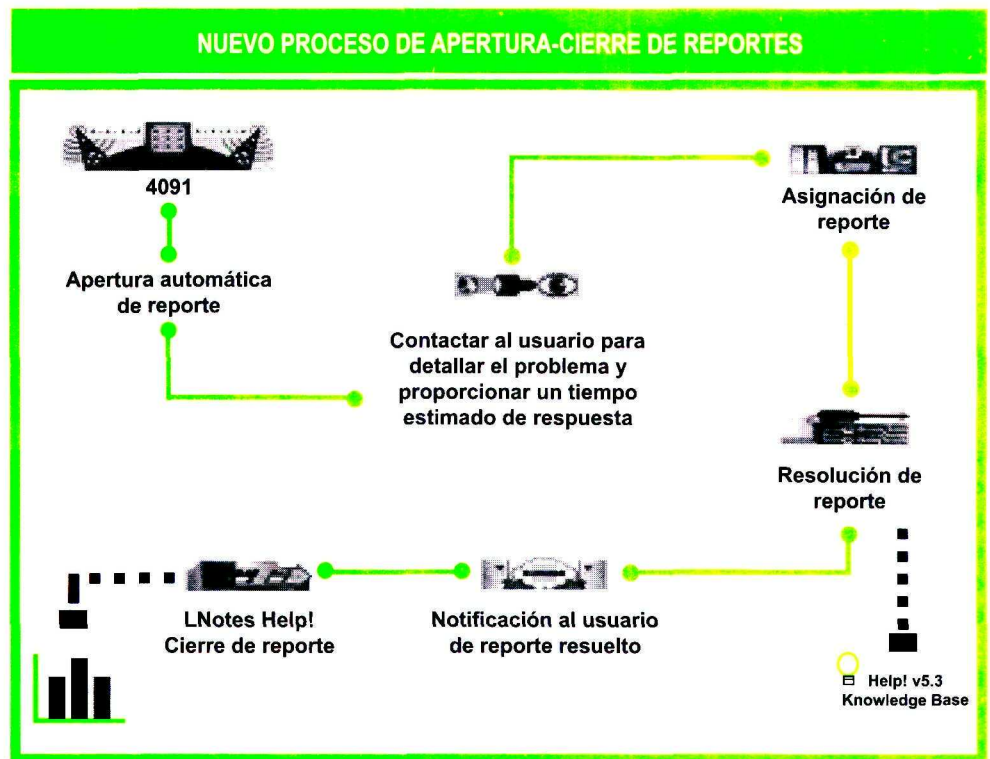 NUEVO PROCESO DE APERTURA-CIERRE DE REPORTES
4091
Apertura automática
de reporte
Contactar al usuario para
detallar el problema y
proporcionar un tiempo
estimado de respuesta
Asignación de
reporte
Resolución de
reporte
Notificación al usuario
de reporte resuelto
LNotes Help!
Cierre de reporte
Help! v5.3
Knowledge Base